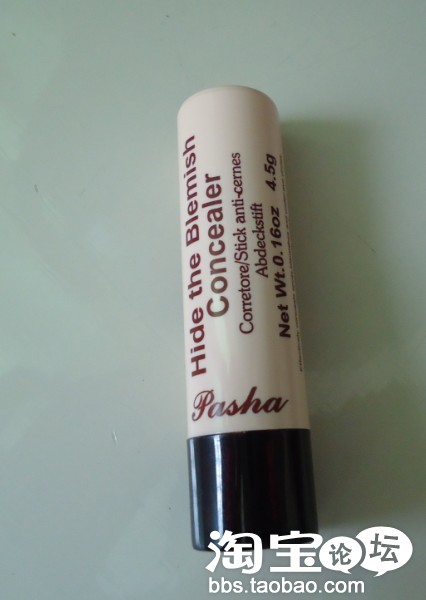 Hide the Blemish
Concealer
Corretore/Stick anti-cernes
Abdeckstift
Net Wt.0.16oz 4.5g
Pasha
淘宝论坛
bbs.taobao.com